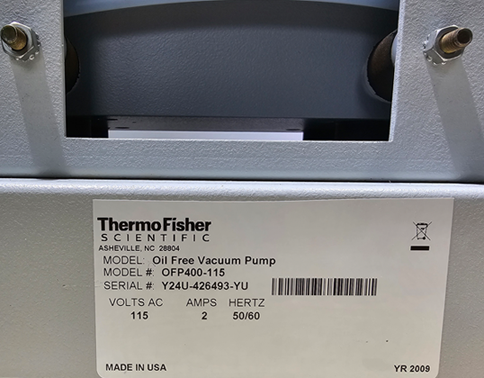 ThermoFisher
SCIENTIFIC
ASHEVILLE, NC 28804
MODEL: Oil Free Vacuum Pump
MODEL #: OFP400-115
SERIAL #: Y24U-426493-YU
VOLTS AC AMPS HERTZ
115 2 50/60
MADE IN USA YR 2009